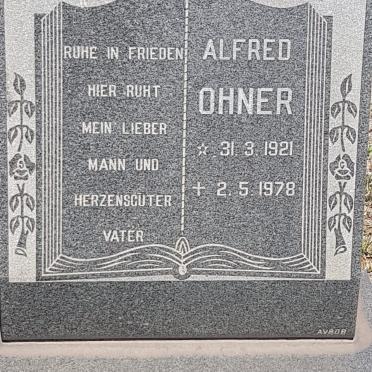 RUHE IN FRIEDEN
HIER RUHT
MEIN LIEBER
MANN UND
HERZENSGUTER
VATER
ALFRED
OHNER
☆ 31.3.1921
+ 2.5.1978
AVBOB